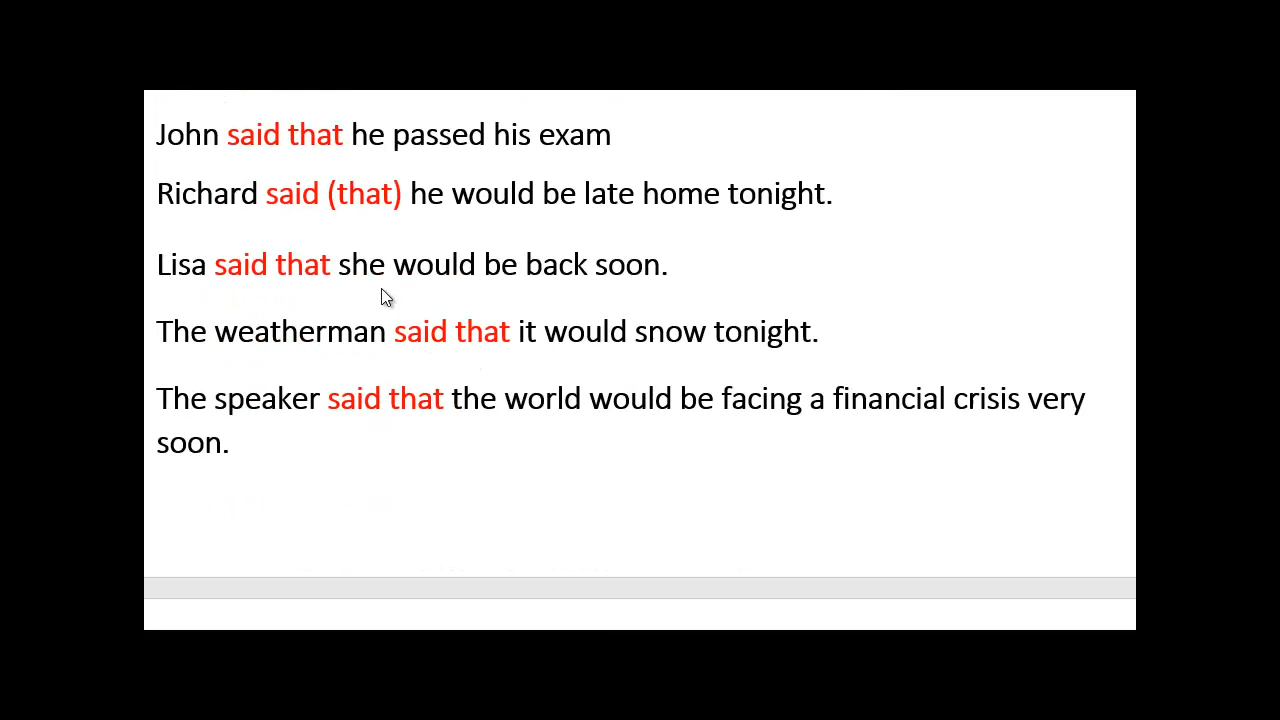 John said that he passed his exam
Richard said (that) he would be late home tonight.
Lisa said that she would be back soon.
The weatherman said that it would snow tonight.
The speaker said that the world would be facing a financial crisis very
soon.